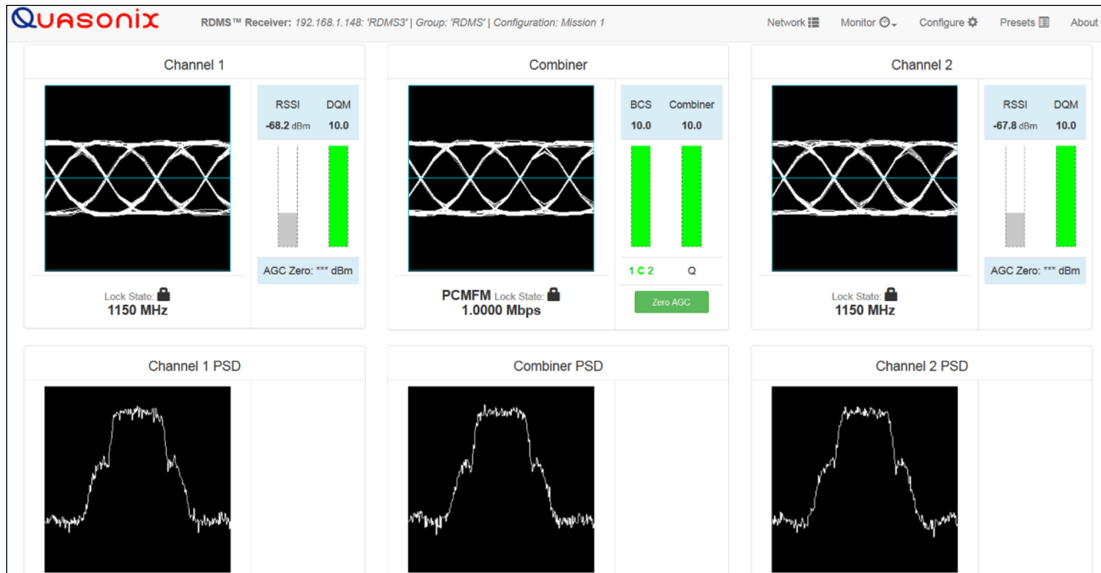 QUASONIX RDMS™ Receiver: 192.168.1.148: 'RDMS3' | Group: 'RDMS' | Configuration: Mission 1 Network Monitor Configure Presets About
Channel 1
RSSI DQM
-68.2 dBm 10.0
AGC Zero: *** dBm
Lock State:
1150 MHz
Combiner
BCS Combiner
10.0 10.0
1 C 2 Q
Zero AGC
PCMFM Lock State:
1.0000 Mbps
Channel 2
RSSI DQM
-67.8 dBm 10.0
AGC Zero: *** dBm
Lock State:
1150 MHz
Channel 1 PSD
Combiner PSD
Channel 2 PSD